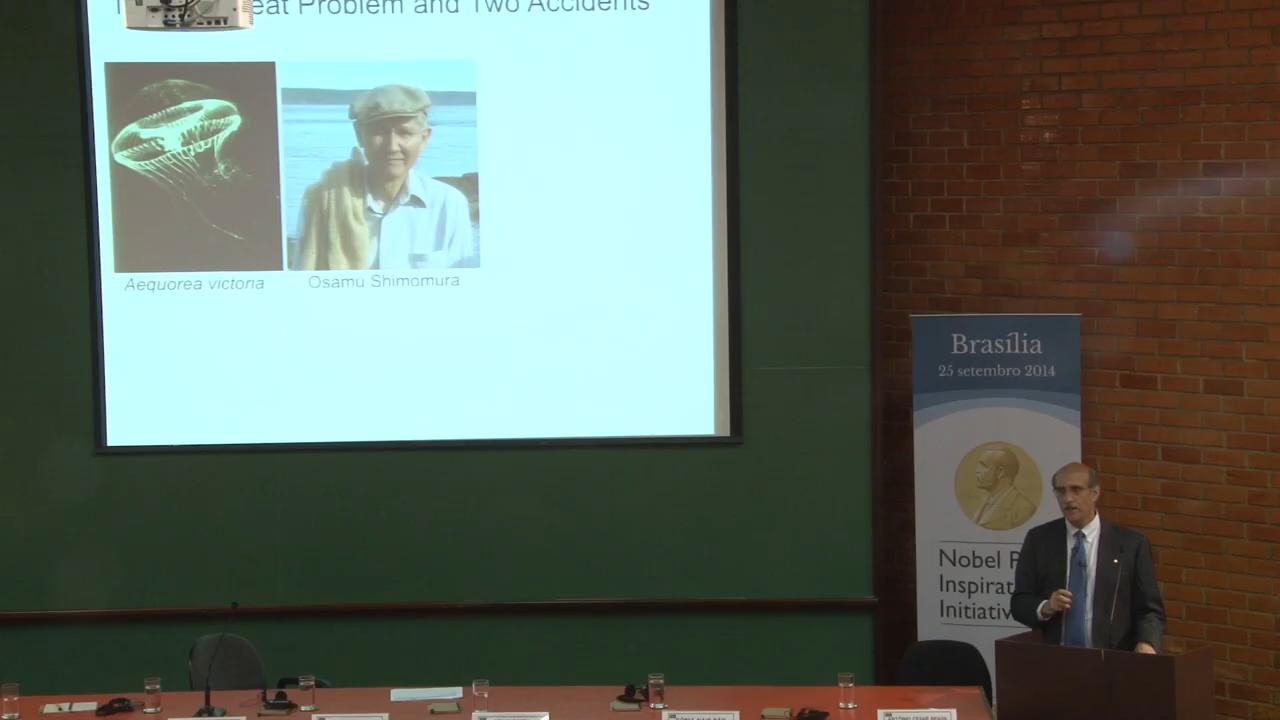 eat Problem and Two Accidents
Aequorea victoria
Osamu Shimomura
Brasília
25 setembro 2014
Nobel P
Inspirat
Initiativ